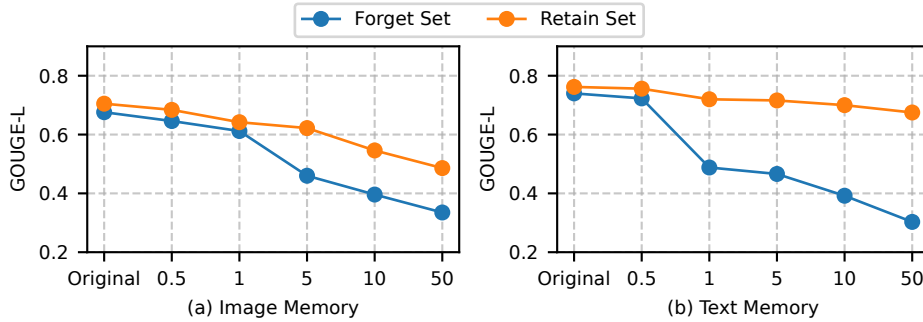 Forget Set Retain Set
GOUGE-L
0.8
0.6
0.4
0.2
Original 0.5 1 5 10 50
(a) Image Memory
GOUGE-L
0.8
0.6
0.4
0.2
Original 0.5 1 5 10 50
(b) Text Memory